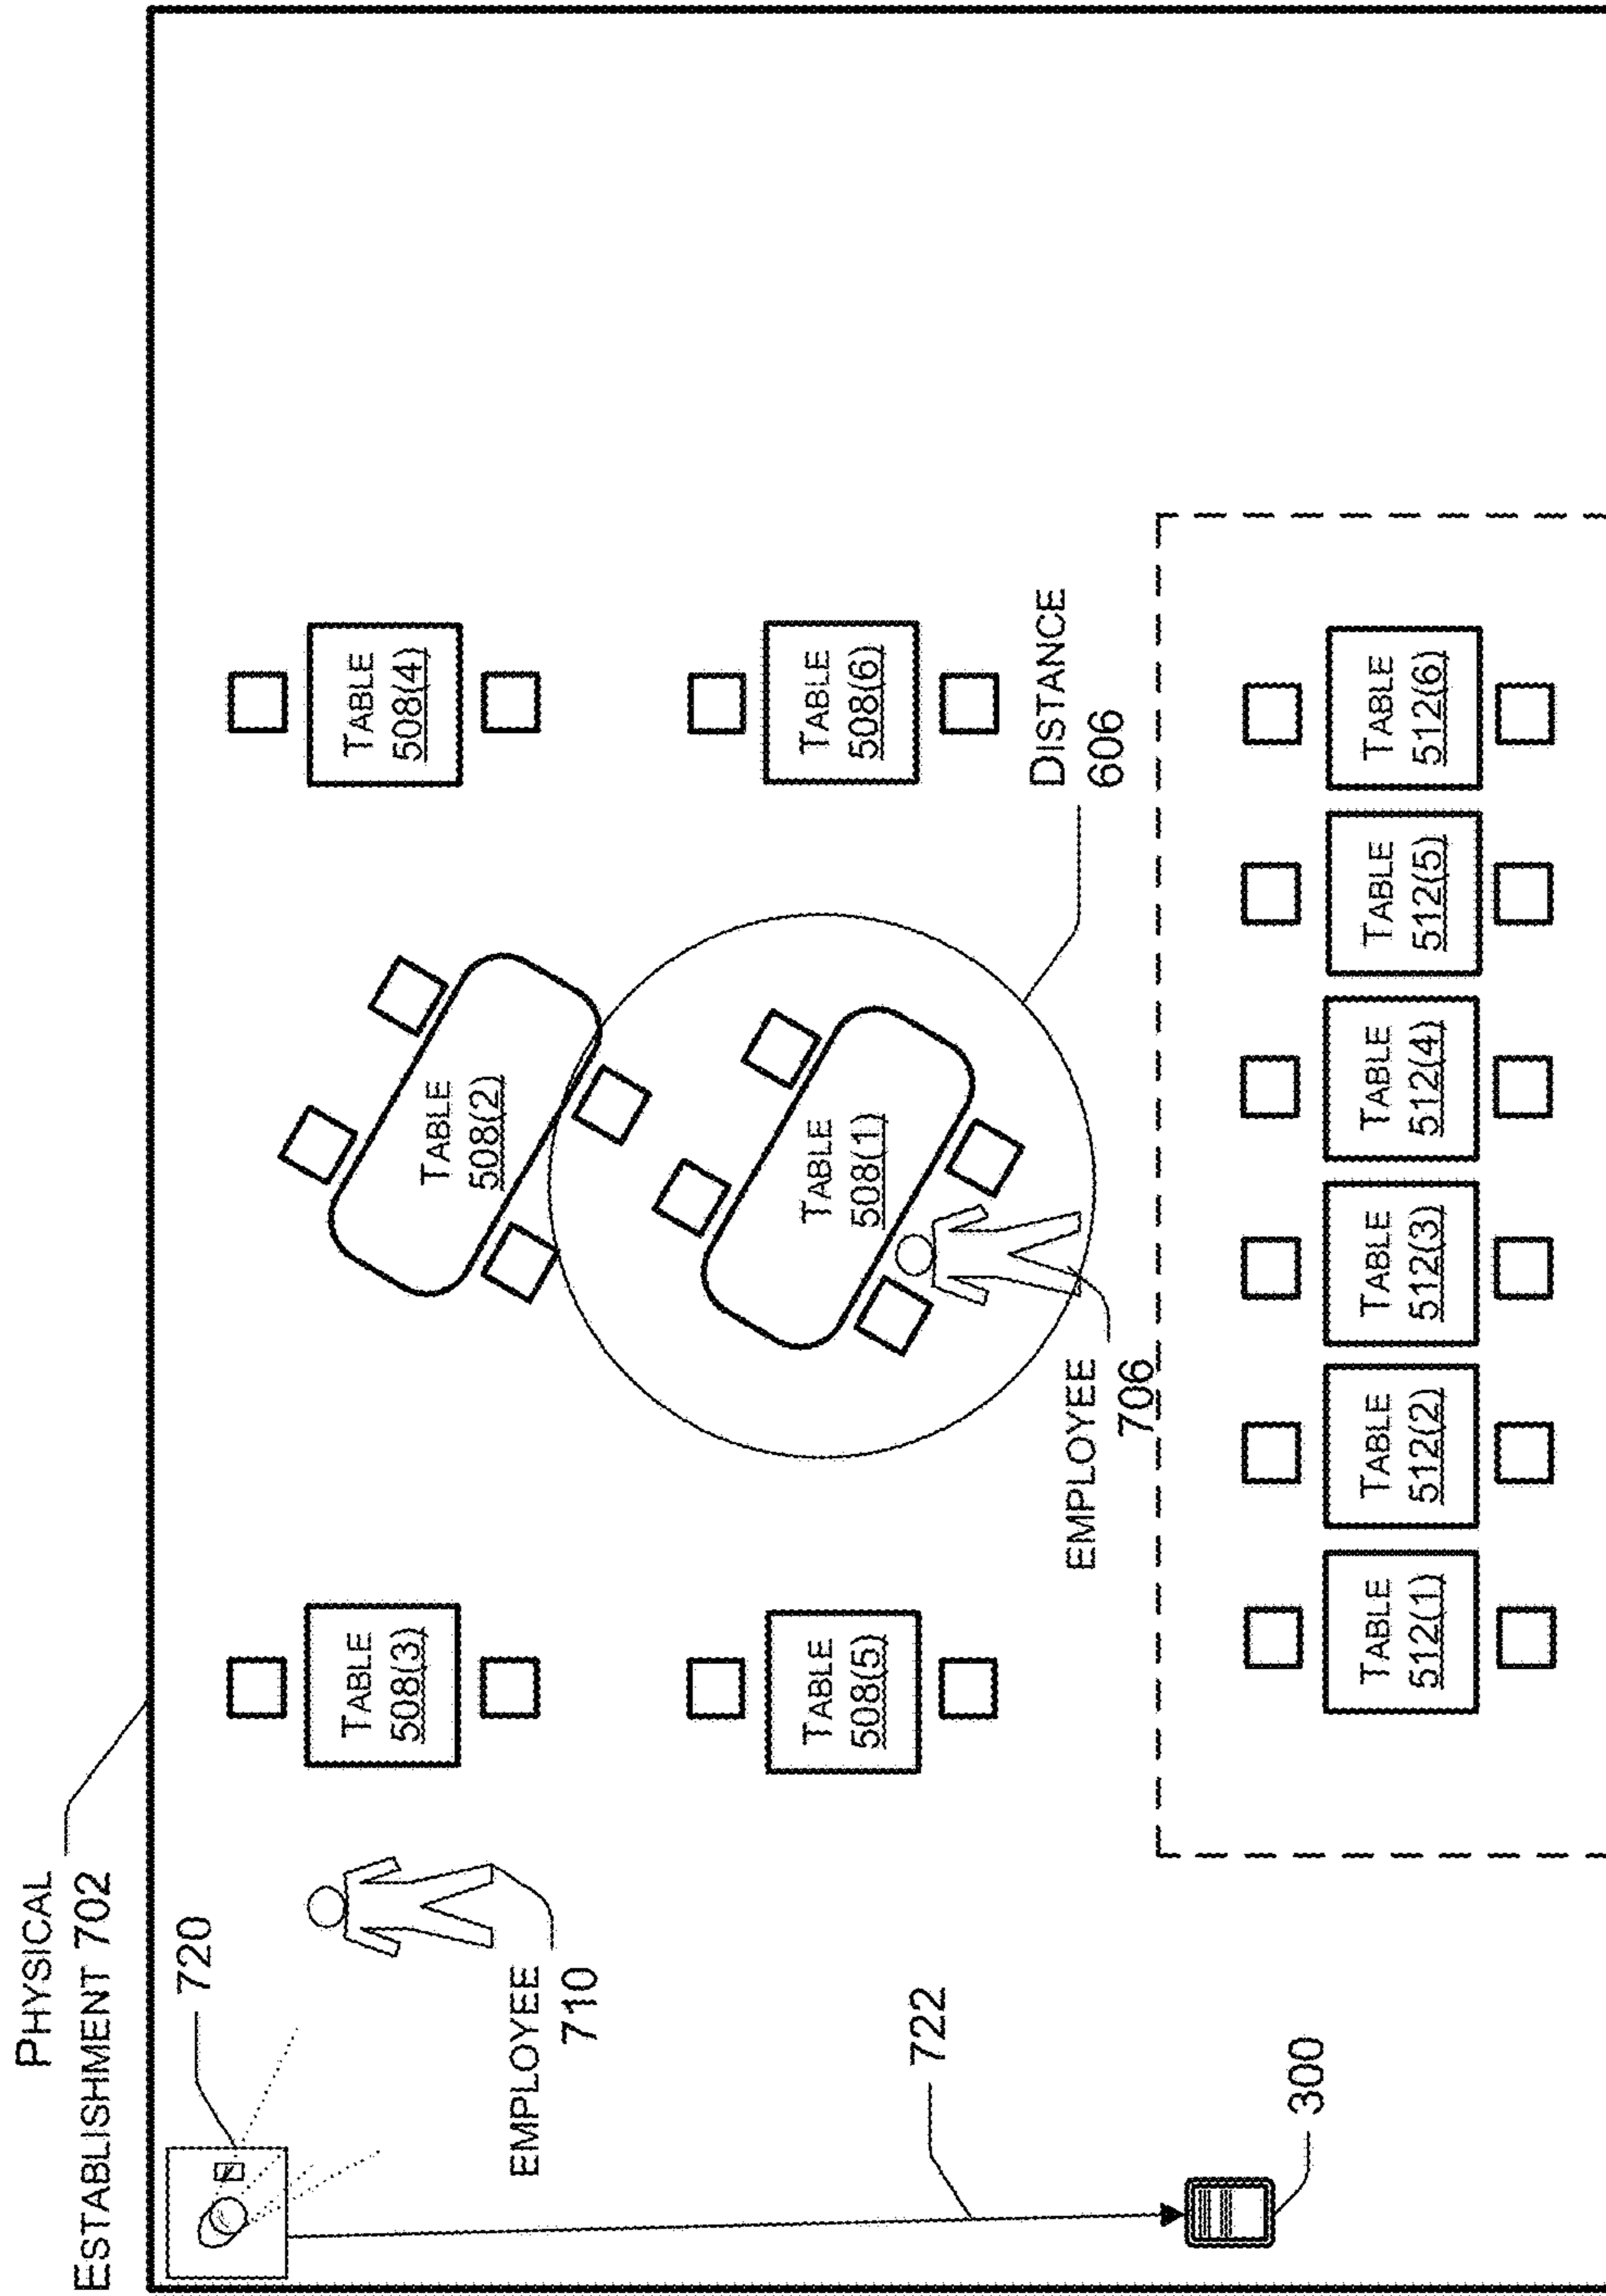 PHYSICAL
ESTABLISHMENT 702
720
EMPLOYEE
710
722
300
TABLE
508(3)
TABLE
508(5)
TABLE
508(2)
TABLE
508(1)
EMPLOYEE
706
TABLE
508(4)
TABLE
508(6)
DISTANCE
606
TABLE
512(1)
TABLE
512(2)
TABLE
512(3)
TABLE
512(4)
TABLE
512(5)
TABLE
512(6)